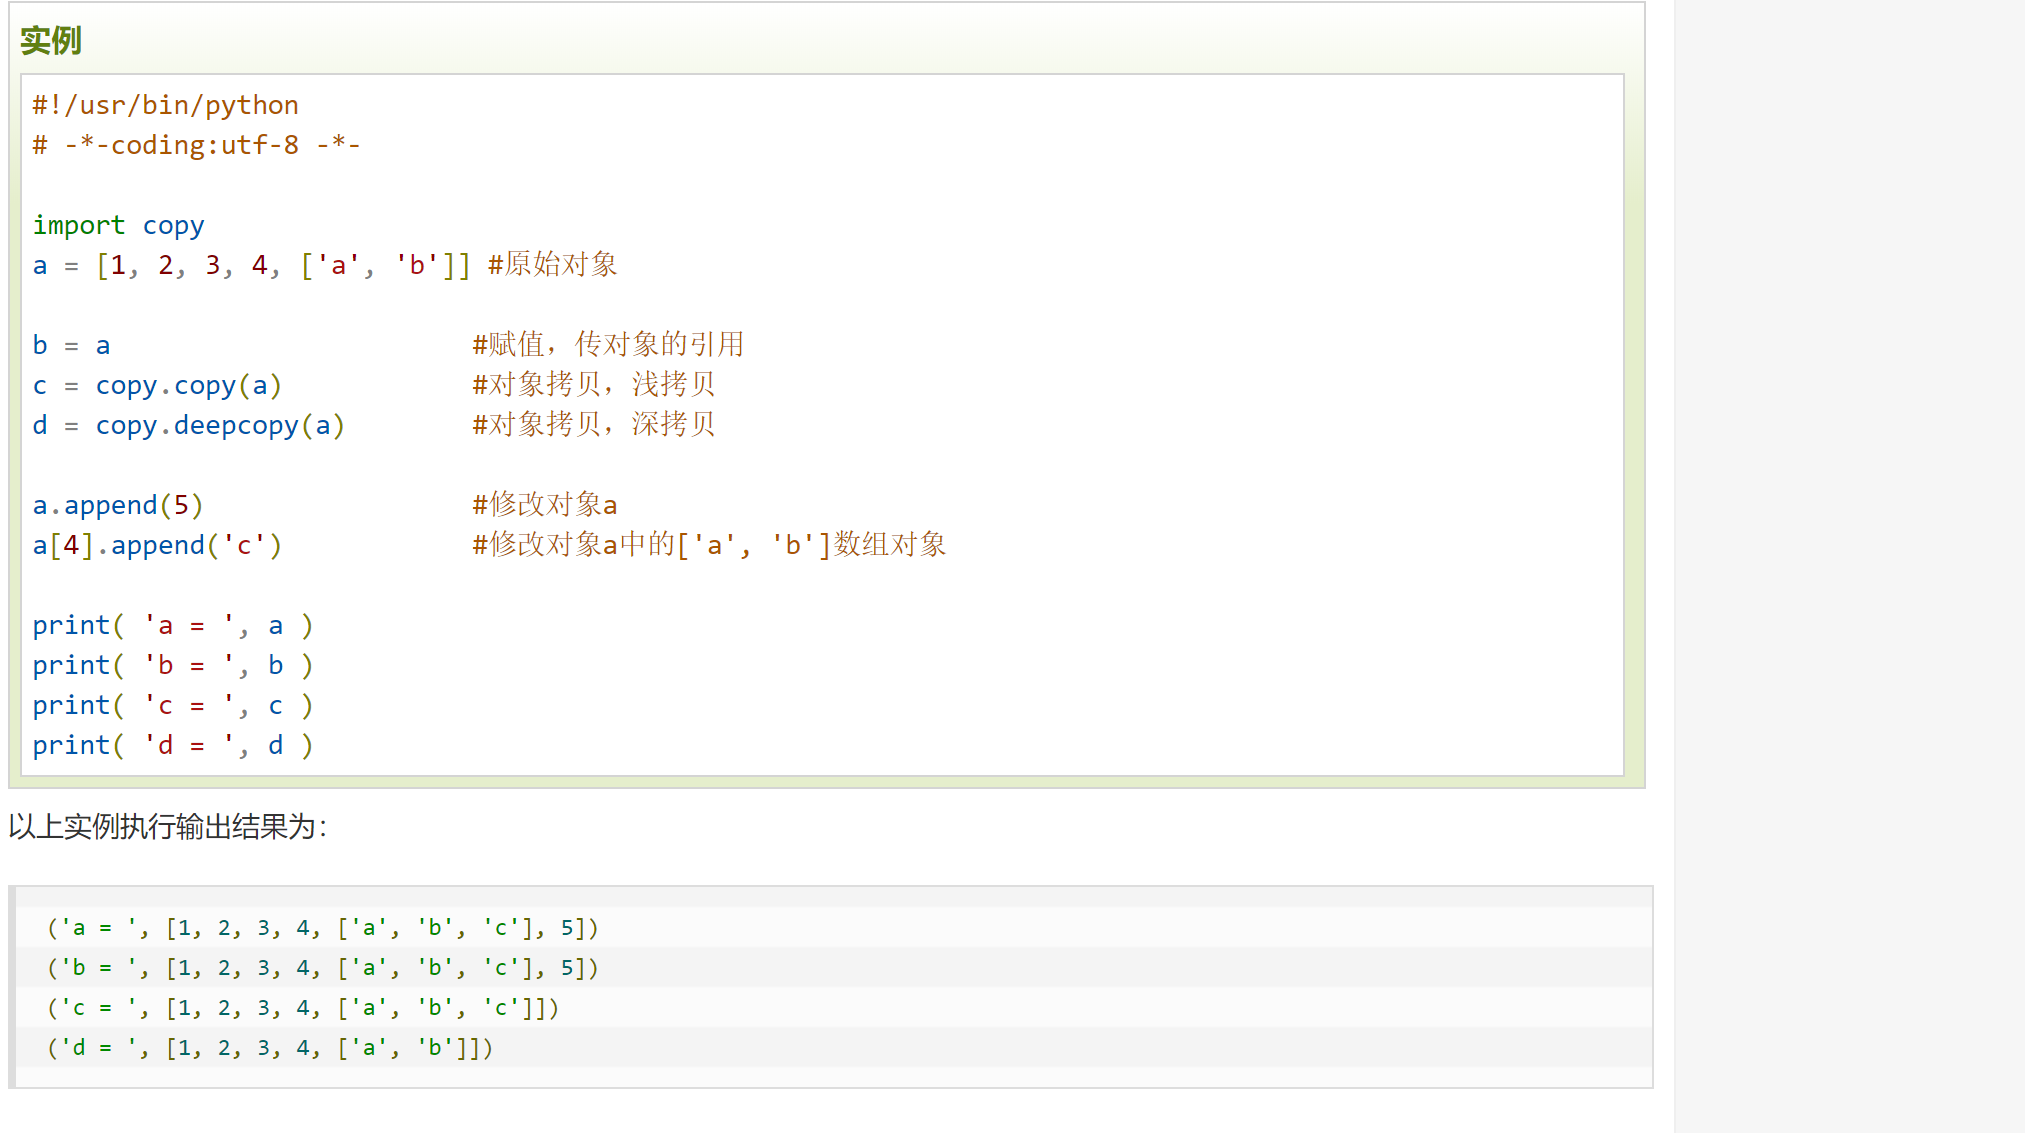 实例
#!/usr/bin/python
# -*-coding:utf-8 -*-
import copy
a = [1, 2, 3, 4, ['a', 'b']] #原始对象
b = a                       #赋值，传对象的引用
c = copy.copy(a)            #对象拷贝，浅拷贝
d = copy.deepcopy(a)        #对象拷贝，深拷贝
a.append(5)                 #修改对象a
a[4].append('c')            #修改对象a中的['a', 'b']数组对象
print( 'a = ', a )
print( 'b = ', b )
print( 'c = ', c )
print( 'd = ', d )
以上实例执行输出结果为：
('a = ', [1, 2, 3, 4, ['a', 'b', 'c'], 5])
('b = ', [1, 2, 3, 4, ['a', 'b', 'c'], 5])
('c = ', [1, 2, 3, 4, ['a', 'b', 'c']])
('d = ', [1, 2, 3, 4, ['a', 'b']])